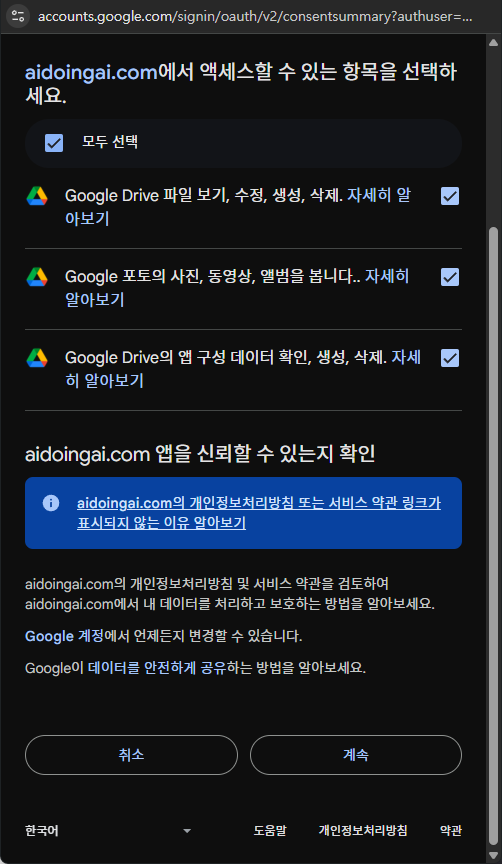 accounts.google.com/signin/oauth/v2/consentsummary?authuser=...
aidoingai.com에서 액세스할 수 있는 항목을 선택하
세요.
모두 선택
Google Drive 파일 보기, 수정, 생성, 삭제. 자세히 알
아보기
Google 포토의 사진, 동영상, 앨범을 봅니다.. 자세히
알아보기
Google Drive의 앱 구성 데이터 확인, 생성, 삭제. 자세
히 알아보기
aidoingai.com 앱을 신뢰할 수 있는지 확인
aidoingai.com의 개인정보처리방침 또는 서비스 약관 링크가
표시되지 않는 이유 알아보기
aidoingai.com의 개인정보처리방침 및 서비스 약관을 검토하여
aidoingai.com에서 내 데이터를 처리하고 보호하는 방법을 알아보세요.
Google 계정에서 언제든지 변경할 수 있습니다.
Google이 데이터를 안전하게 공유하는 방법을 알아보세요.
취소
계속
한국어
도움말
개인정보처리방침
약관